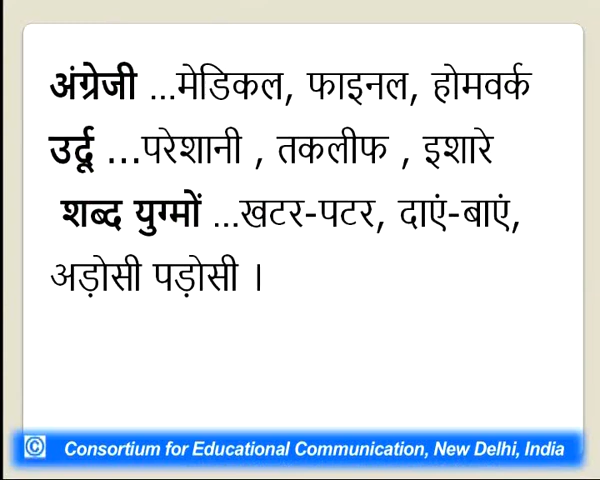 अंग्रेजी ...मेडिकल, फाइनल, होमवर्क
उर्दू ...परेशानी , तकलीफ , इशारे
शब्द युग्मों ...खटर-पटर, दाएं-बाएं,
अड़ोसी पड़ोसी ।
© Consortium for Educational Communication, New Delhi, India